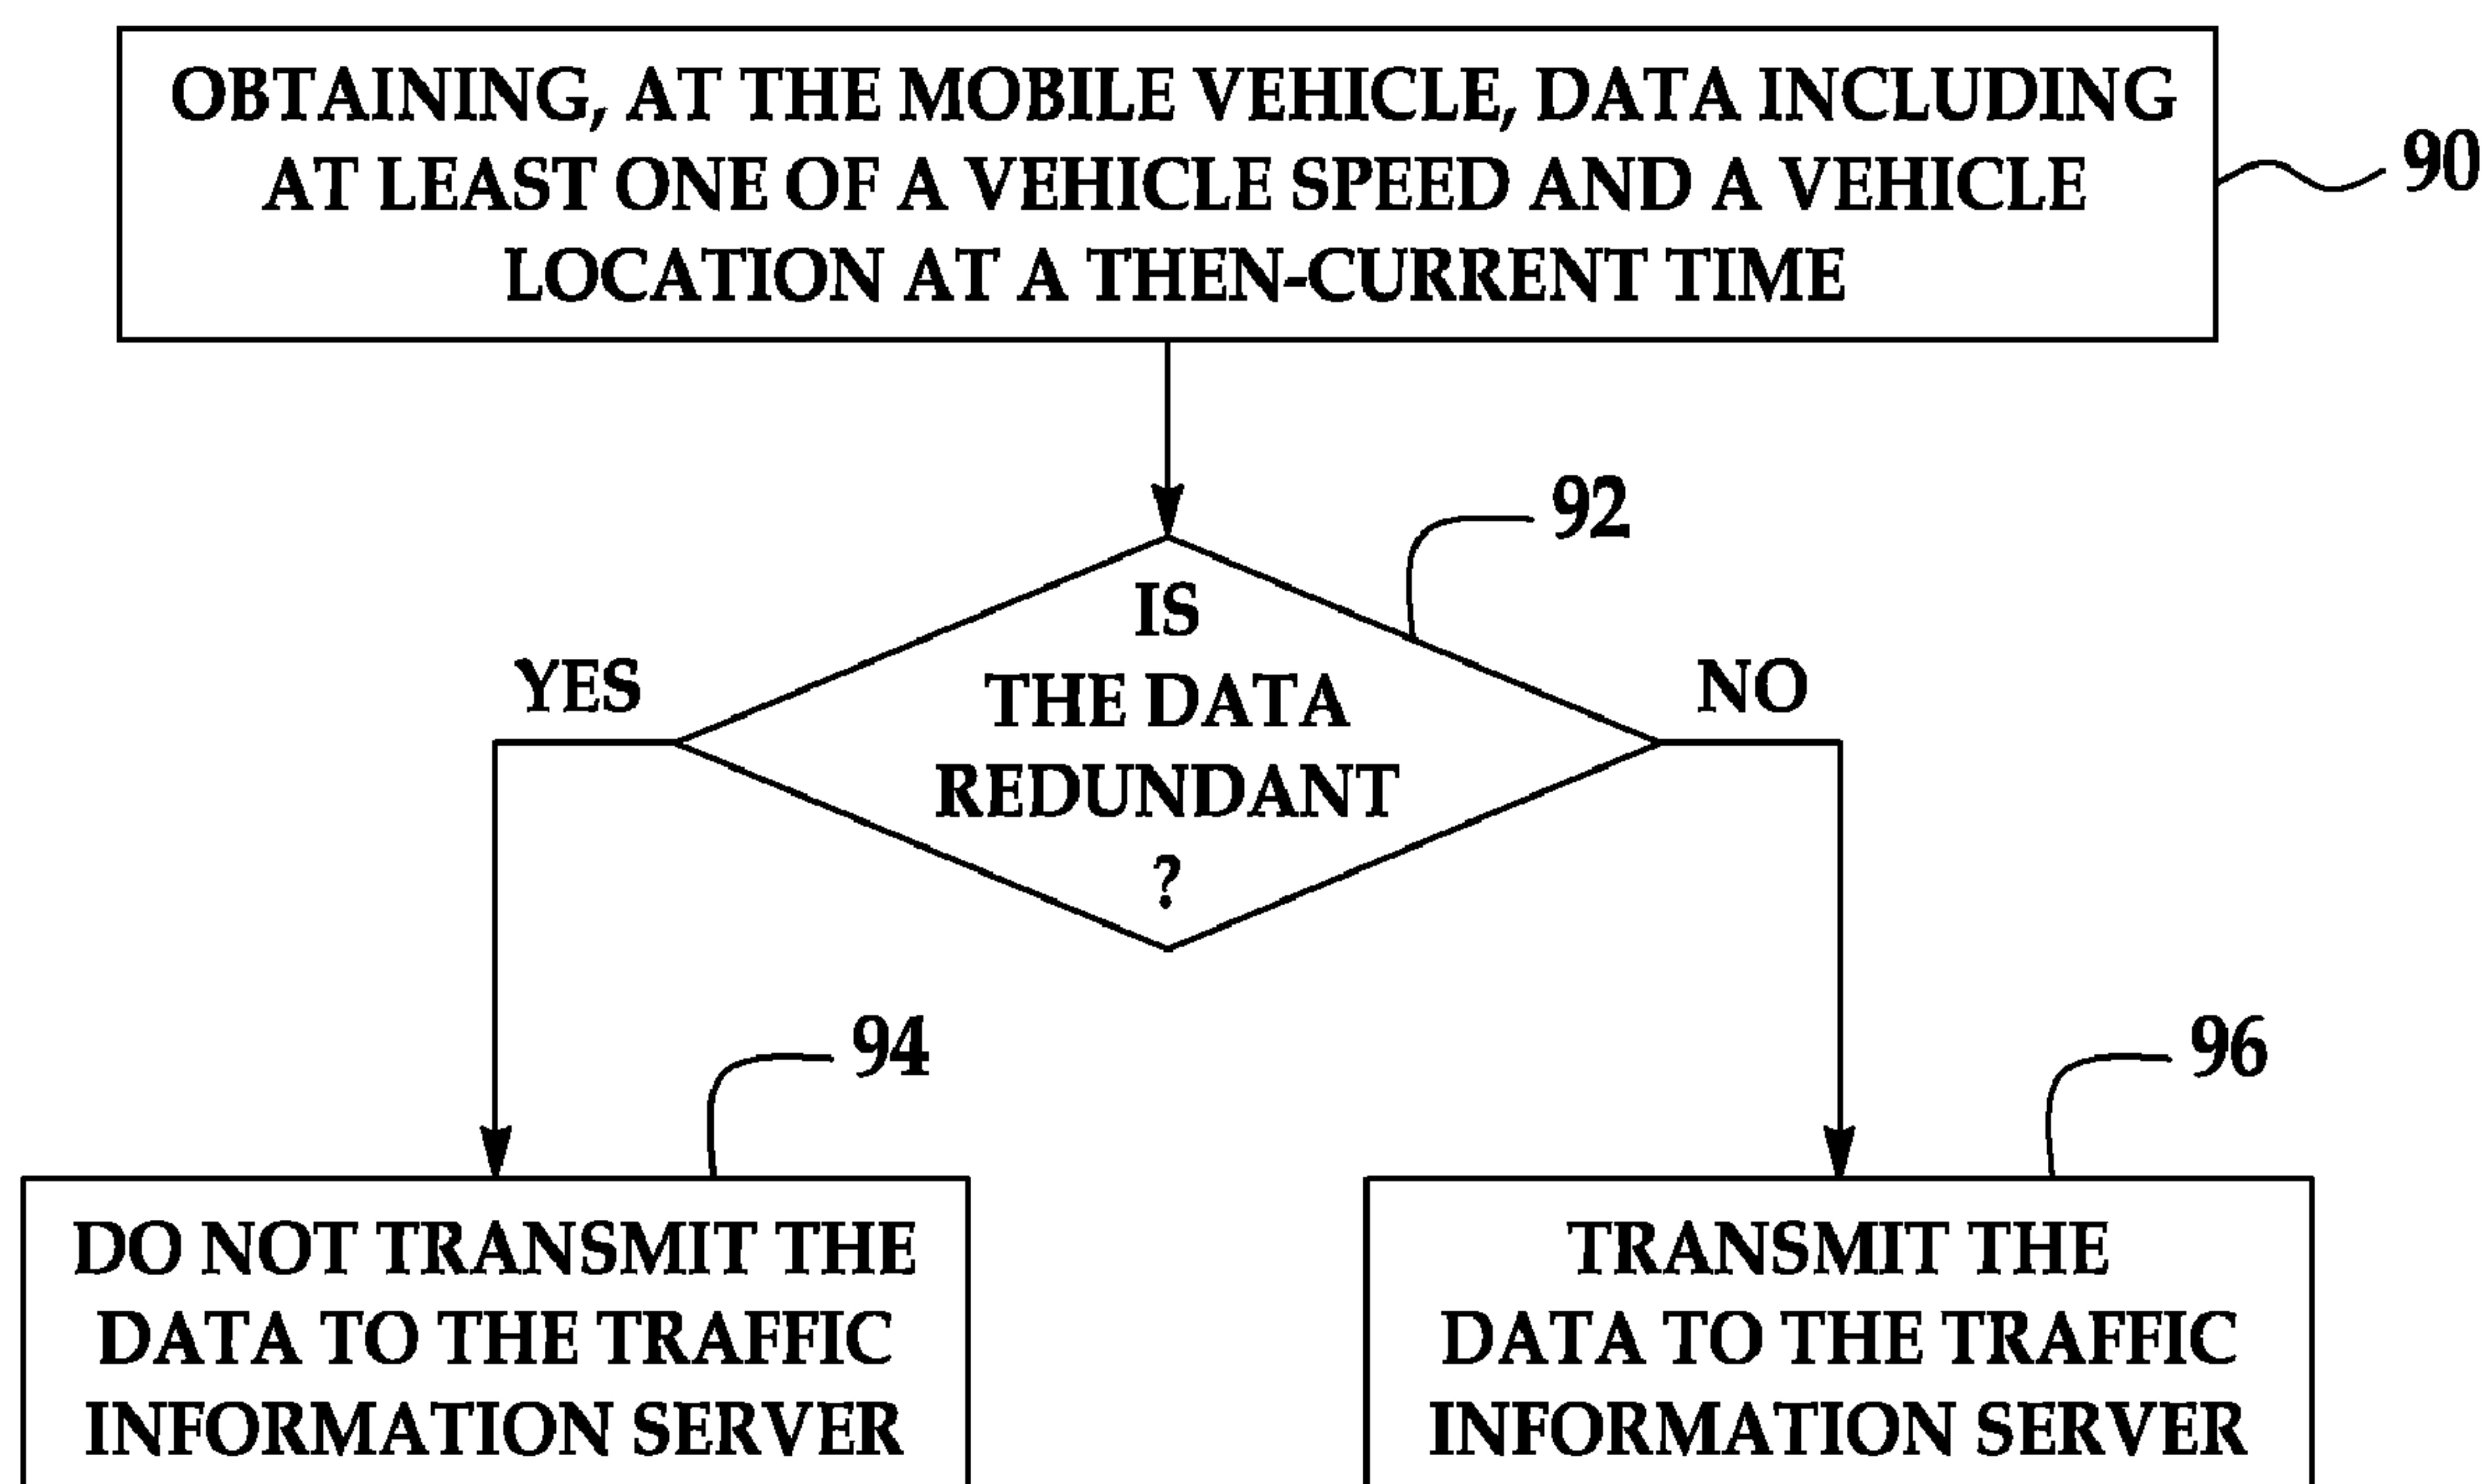 OBTAINING, AT THE MOBILE VEHICLE, DATA INCLUDING
AT LEAST ONE OF A VEHICLE SPEED AND A VEHICLE
LOCATION AT A THEN-CURRENT TIME
90
92
IS
THE DATA
REDUNDANT
?
YES
NO
94
96
DO NOT TRANSMIT THE
DATA TO THE TRAFFIC
INFORMATION SERVER
TRANSMIT THE
DATA TO THE TRAFFIC
INFORMATION SERVER